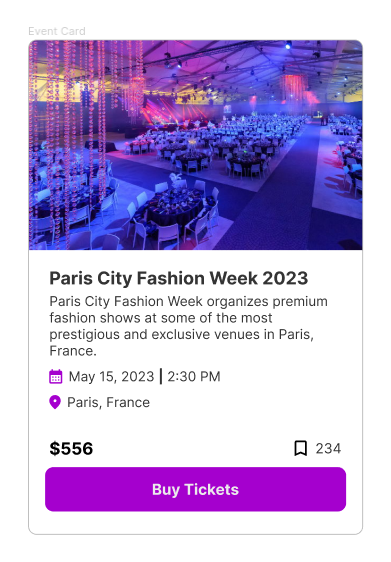 Event Card
Paris City Fashion Week 2023
Paris City Fashion Week organizes premium
fashion shows at some of the most
prestigious and exclusive venues in Paris,
France.
May 15, 2023 | 2:30 PM
Paris, France
$556 234
Buy Tickets